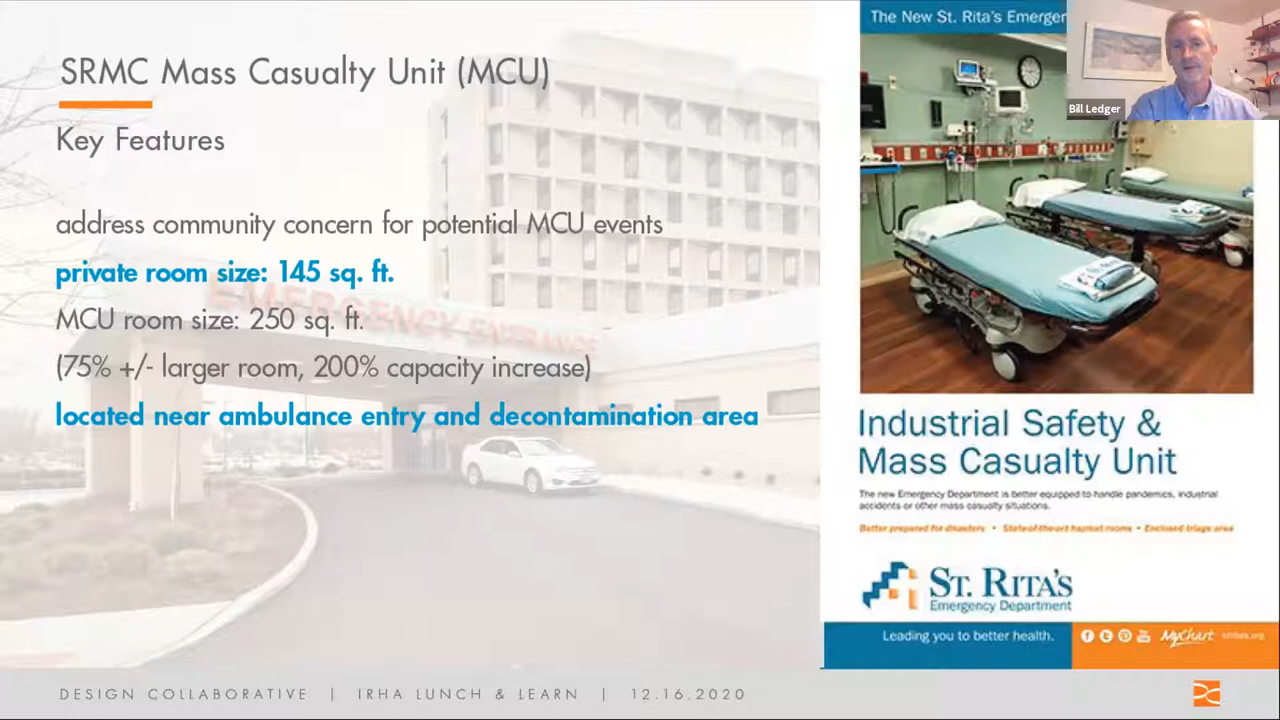 SRMC Mass Casualty Unit (MCU)
Key Features
address community concern for potential MCU events
private room size: 145 sq. ft.
MCU room size: 250 sq. ft.
(75% +/- larger room, 200% capacity increase)
located near ambulance entry and decontamination area
EMERGENCY ENTRANCE
DESIGN COLLABORATIVE | IRHA LUNCH & LEARN | 12.16.2020
The New St. Rita's Emer
Bill Ledger
Industrial Safety &
Mass Casualty Unit
The new Emergency Department is better equipped to handle pandemics, industrial
accidents or other mass casualty situations.
Better prepared for disasters • State-of-the-art hazmat rooms • Enclosed triage area
ST. RITA'S
Emergency Department
Leading you to better health.
MyChart